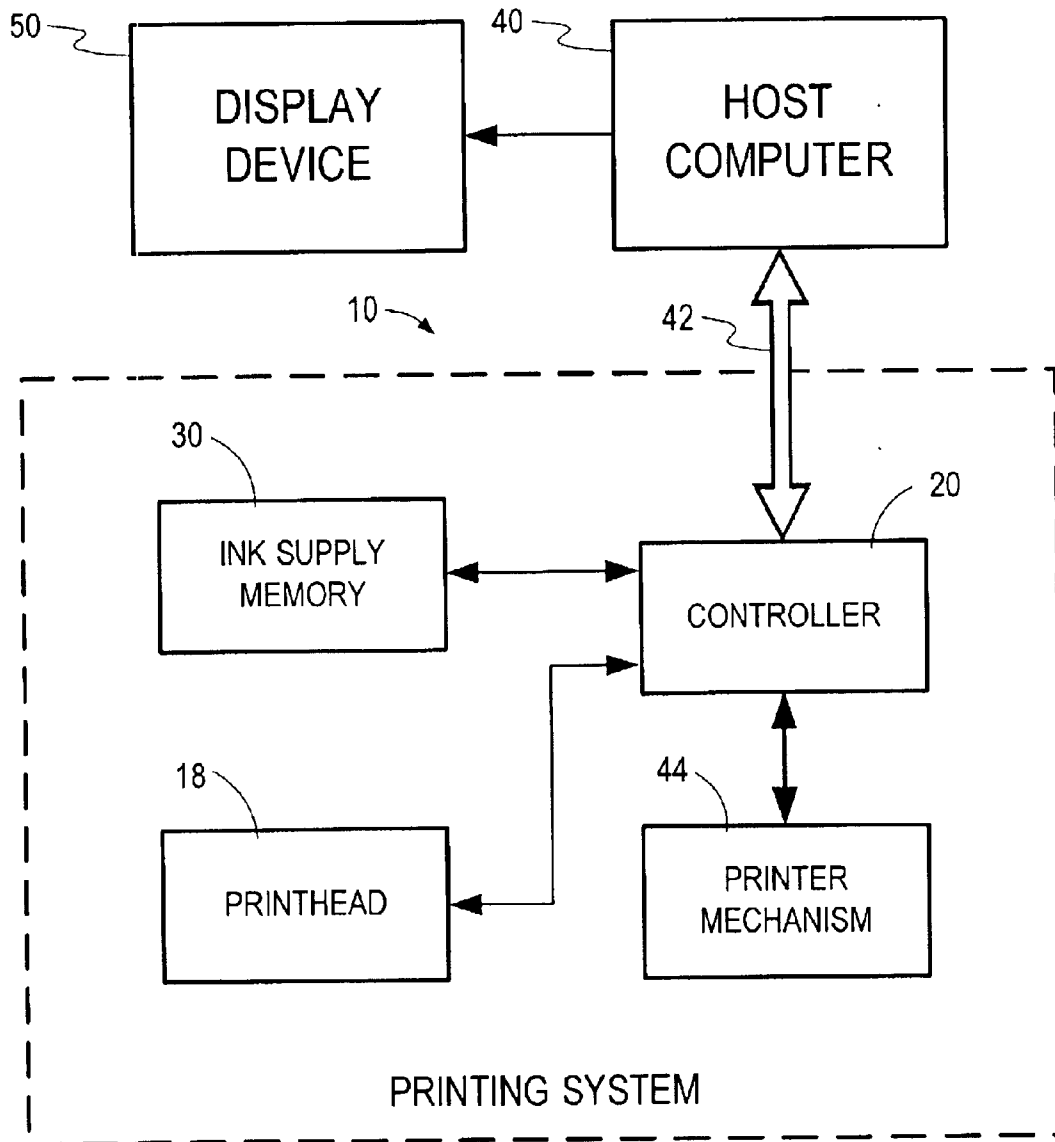 50
40
DISPLAY
DEVICE
HOST
COMPUTER
10
42
30
20
INK SUPPLY
MEMORY
CONTROLLER
18
44
PRINTHEAD
PRINTER
MECHANISM
PRINTING SYSTEM